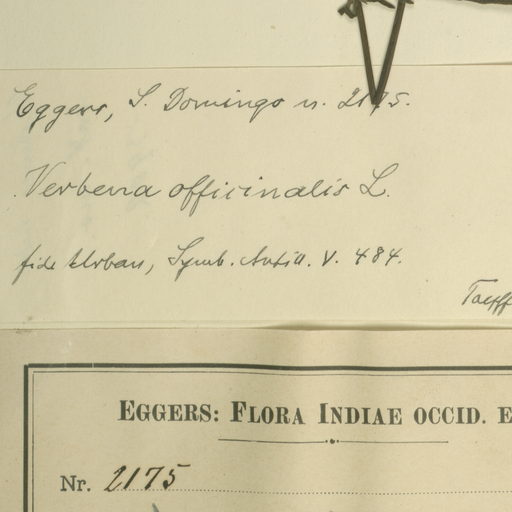 Eggers, S. Domingo n. 2175.
Verbena officinalis L.
fide Urban, Symb. Antill. V. 484.
EGGERS: FLORA INDIAE OCCID. E
Nr. 2175